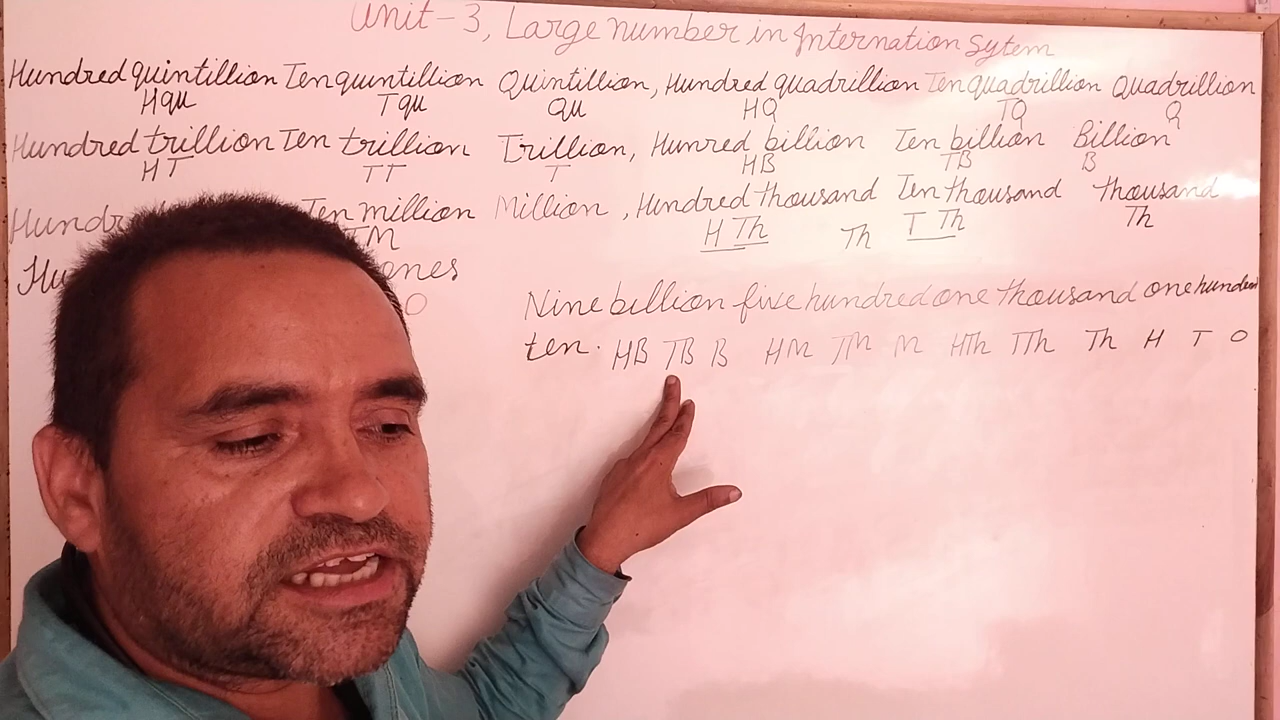 Unit-3, Large number in Internation Sytem
Hundred quintillion Ten quintillion Quintillion, Hundred quadrillion Ten quadrillion Quadrillion
HQu TQu QU HQ TQ Q
Hundred trillion Ten trillion Trillion, Hunred billion Ten billion Billion
HT TT T HB TB B
Ten million Million, Hundred thousand Ten thousand thousand
TM H Th Th T Th Th
ones
O
Nine billion five hundred one thousand one hundred
ten. HB TB B HM TM M HTh TTh Th H T O